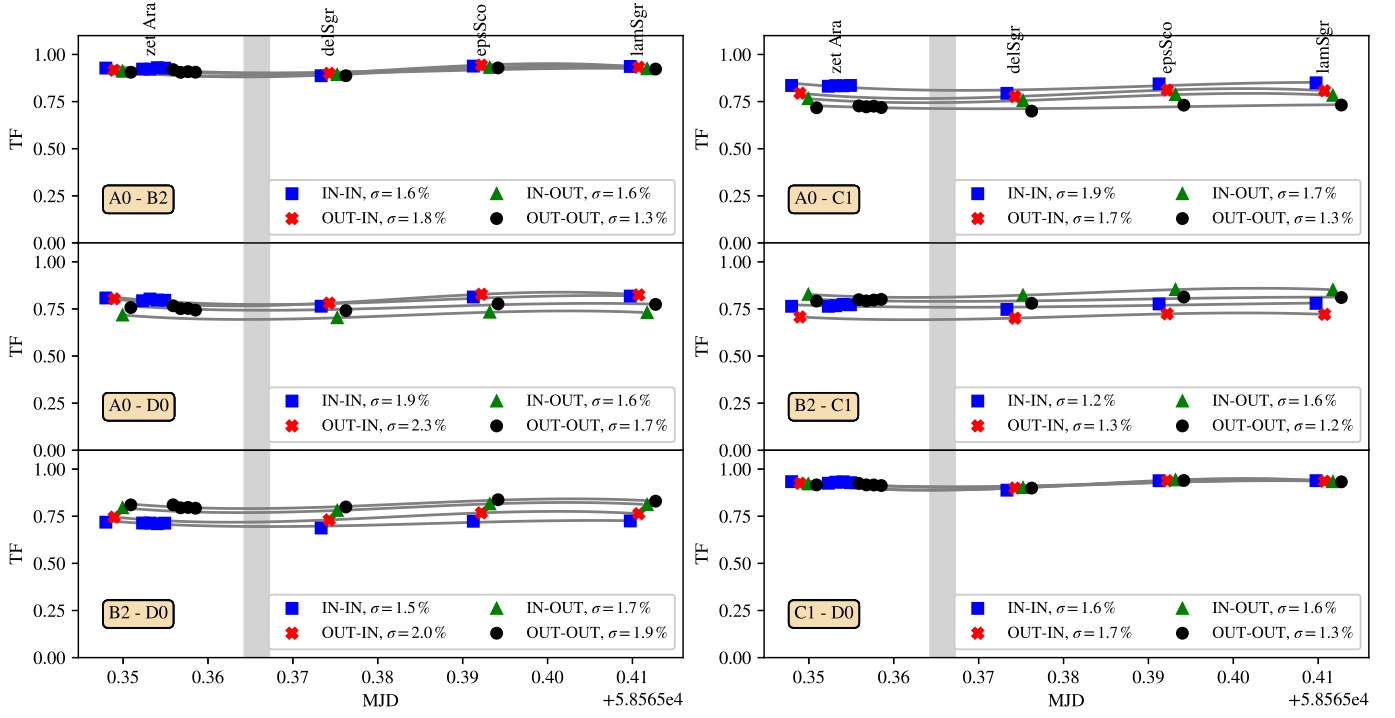 zet Ara
delSgr
epsSco
lamSgr
1.00
0.75
0.50
0.25
0.00
TF
A0 - B2
IN-IN, σ=1.6%
OUT-IN, σ=1.8%
IN-OUT, σ=1.6%
OUT-OUT, σ=1.3%
1.00
0.75
0.50
0.25
0.00
TF
A0 - D0
IN-IN, σ=1.9%
OUT-IN, σ=2.3%
IN-OUT, σ=1.6%
OUT-OUT, σ=1.7%
1.00
0.75
0.50
0.25
0.00
TF
B2 - D0
IN-IN, σ=1.5%
OUT-IN, σ=2.0%
IN-OUT, σ=1.7%
OUT-OUT, σ=1.9%
0.35 0.36 0.37 0.38 0.39 0.40 0.41
MJD
+5.8565e4
zet Ara
delSgr
epsSco
lamSgr
1.00
0.75
0.50
0.25
0.00
TF
A0 - C1
IN-IN, σ=1.9%
OUT-IN, σ=1.7%
IN-OUT, σ=1.7%
OUT-OUT, σ=1.3%
1.00
0.75
0.50
0.25
0.00
TF
B2 - C1
IN-IN, σ=1.2%
OUT-IN, σ=1.3%
IN-OUT, σ=1.6%
OUT-OUT, σ=1.2%
1.00
0.75
0.50
0.25
0.00
TF
C1 - D0
IN-IN, σ=1.6%
OUT-IN, σ=1.7%
IN-OUT, σ=1.6%
OUT-OUT, σ=1.3%
0.35 0.36 0.37 0.38 0.39 0.40 0.41
MJD
+5.8565e4